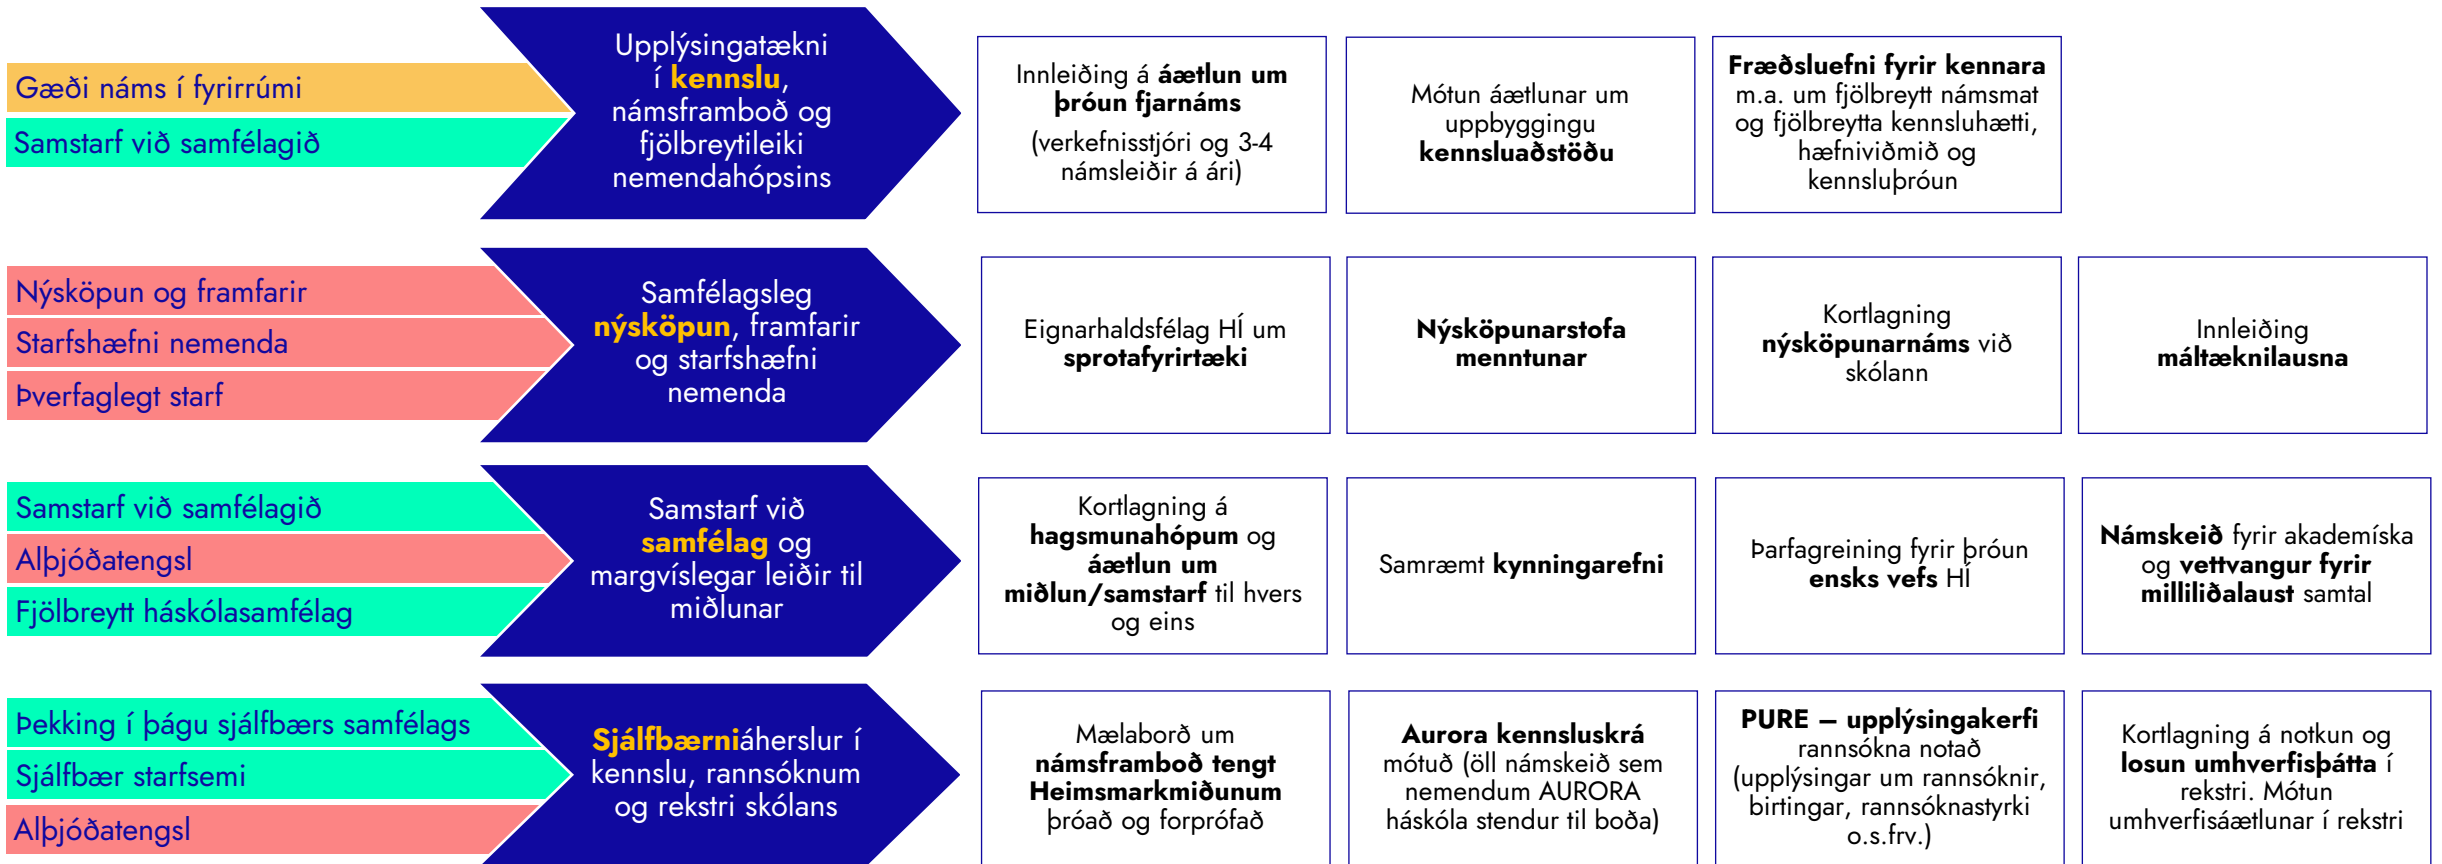 Gæði náms í fyrirrúmi
Samstarf við samfélagið
Upplýsingatækni
í kennslu,
námsframboð og
fjölbreytileiki
nemendahópsins
Innleiðing á áætlun um
þróun fjarnáms
(verkefnisstjóri og 3-4
námsleiðir á ári)
Mótun áætlunar um
uppbyggingu
kennsluaðstöðu
Fræðsluefni fyrir kennara
m.a. um fjölbreytt námsmat
og fjölbreytta kennsluhætti,
hæfniviðmið og
kennsluþróun
Nýsköpun og framfarir
Starfshæfni nemenda
Þverfaglegt starf
Samfélagsleg
nýsköpun, framfarir
og starfshæfni
nemenda
Eignarhaldsfélag HÍ um
sprotafyrirtæki
Nýsköpunarstofa
menntunar
Kortlagning
nýsköpunarnáms við
skólann
Innleiðing
máltæknilausna
Samstarf við samfélagið
Alþjóðatengsl
Fjölbreytt háskólasamfélag
Samstarf við
samfélag og
margvíslegar leiðir til
miðlunar
Kortlagning á
hagsmunahópum og
áætlun um
miðlun/samstarf til hvers
og eins
Samræmt kynningarefni
Þarfagreining fyrir þróun
ensks vefs HÍ
Námskeið fyrir akademíska
og vettvangur fyrir
milliliðalaust samtal
Þekking í þágu sjálfbærs samfélags
Sjálfbær starfsemi
Alþjóðatengsl
Sjálfbærniáherslur í
kennslu, rannsóknum
og rekstri skólans
Mælaborð um
námsframboð tengt
Heimsmarkmiðunum
þróað og forprófað
Aurora kennsluskrá
mótuð (öll námskeið sem
nemendum AURORA
háskóla stendur til boða)
PURE – upplýsingakerfi
rannsókna notað
(upplýsingar um rannsóknir,
birtingar, rannsóknastyrki
o.s.frv.)
Kortlagning á notkun og
losun umhverfisþátta í
rekstri. Mótun
umhverfisáætlunar í rekstri